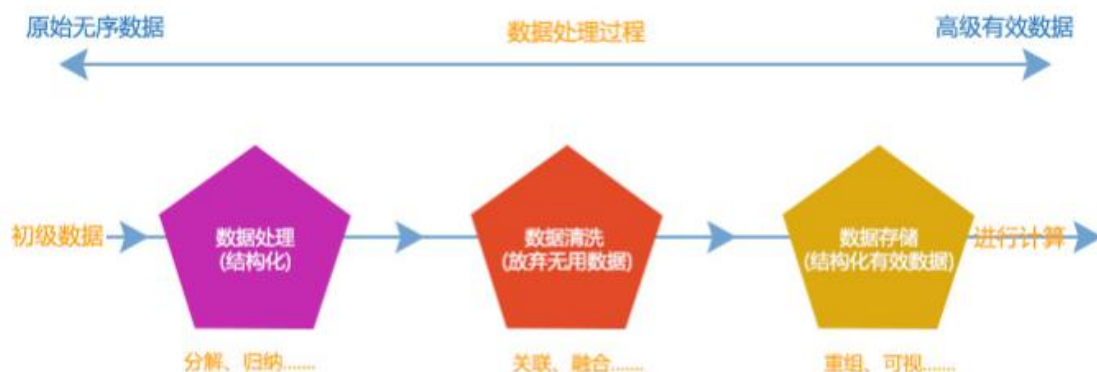 原始无序数据
数据处理过程
高级有效数据
初级数据
数据处理
(结构化)
数据清洗
(放弃无用数据)
数据存储
(结构化有效数据)
进行计算
分解、归纳.......
关联、融合.......
重组、可视.......